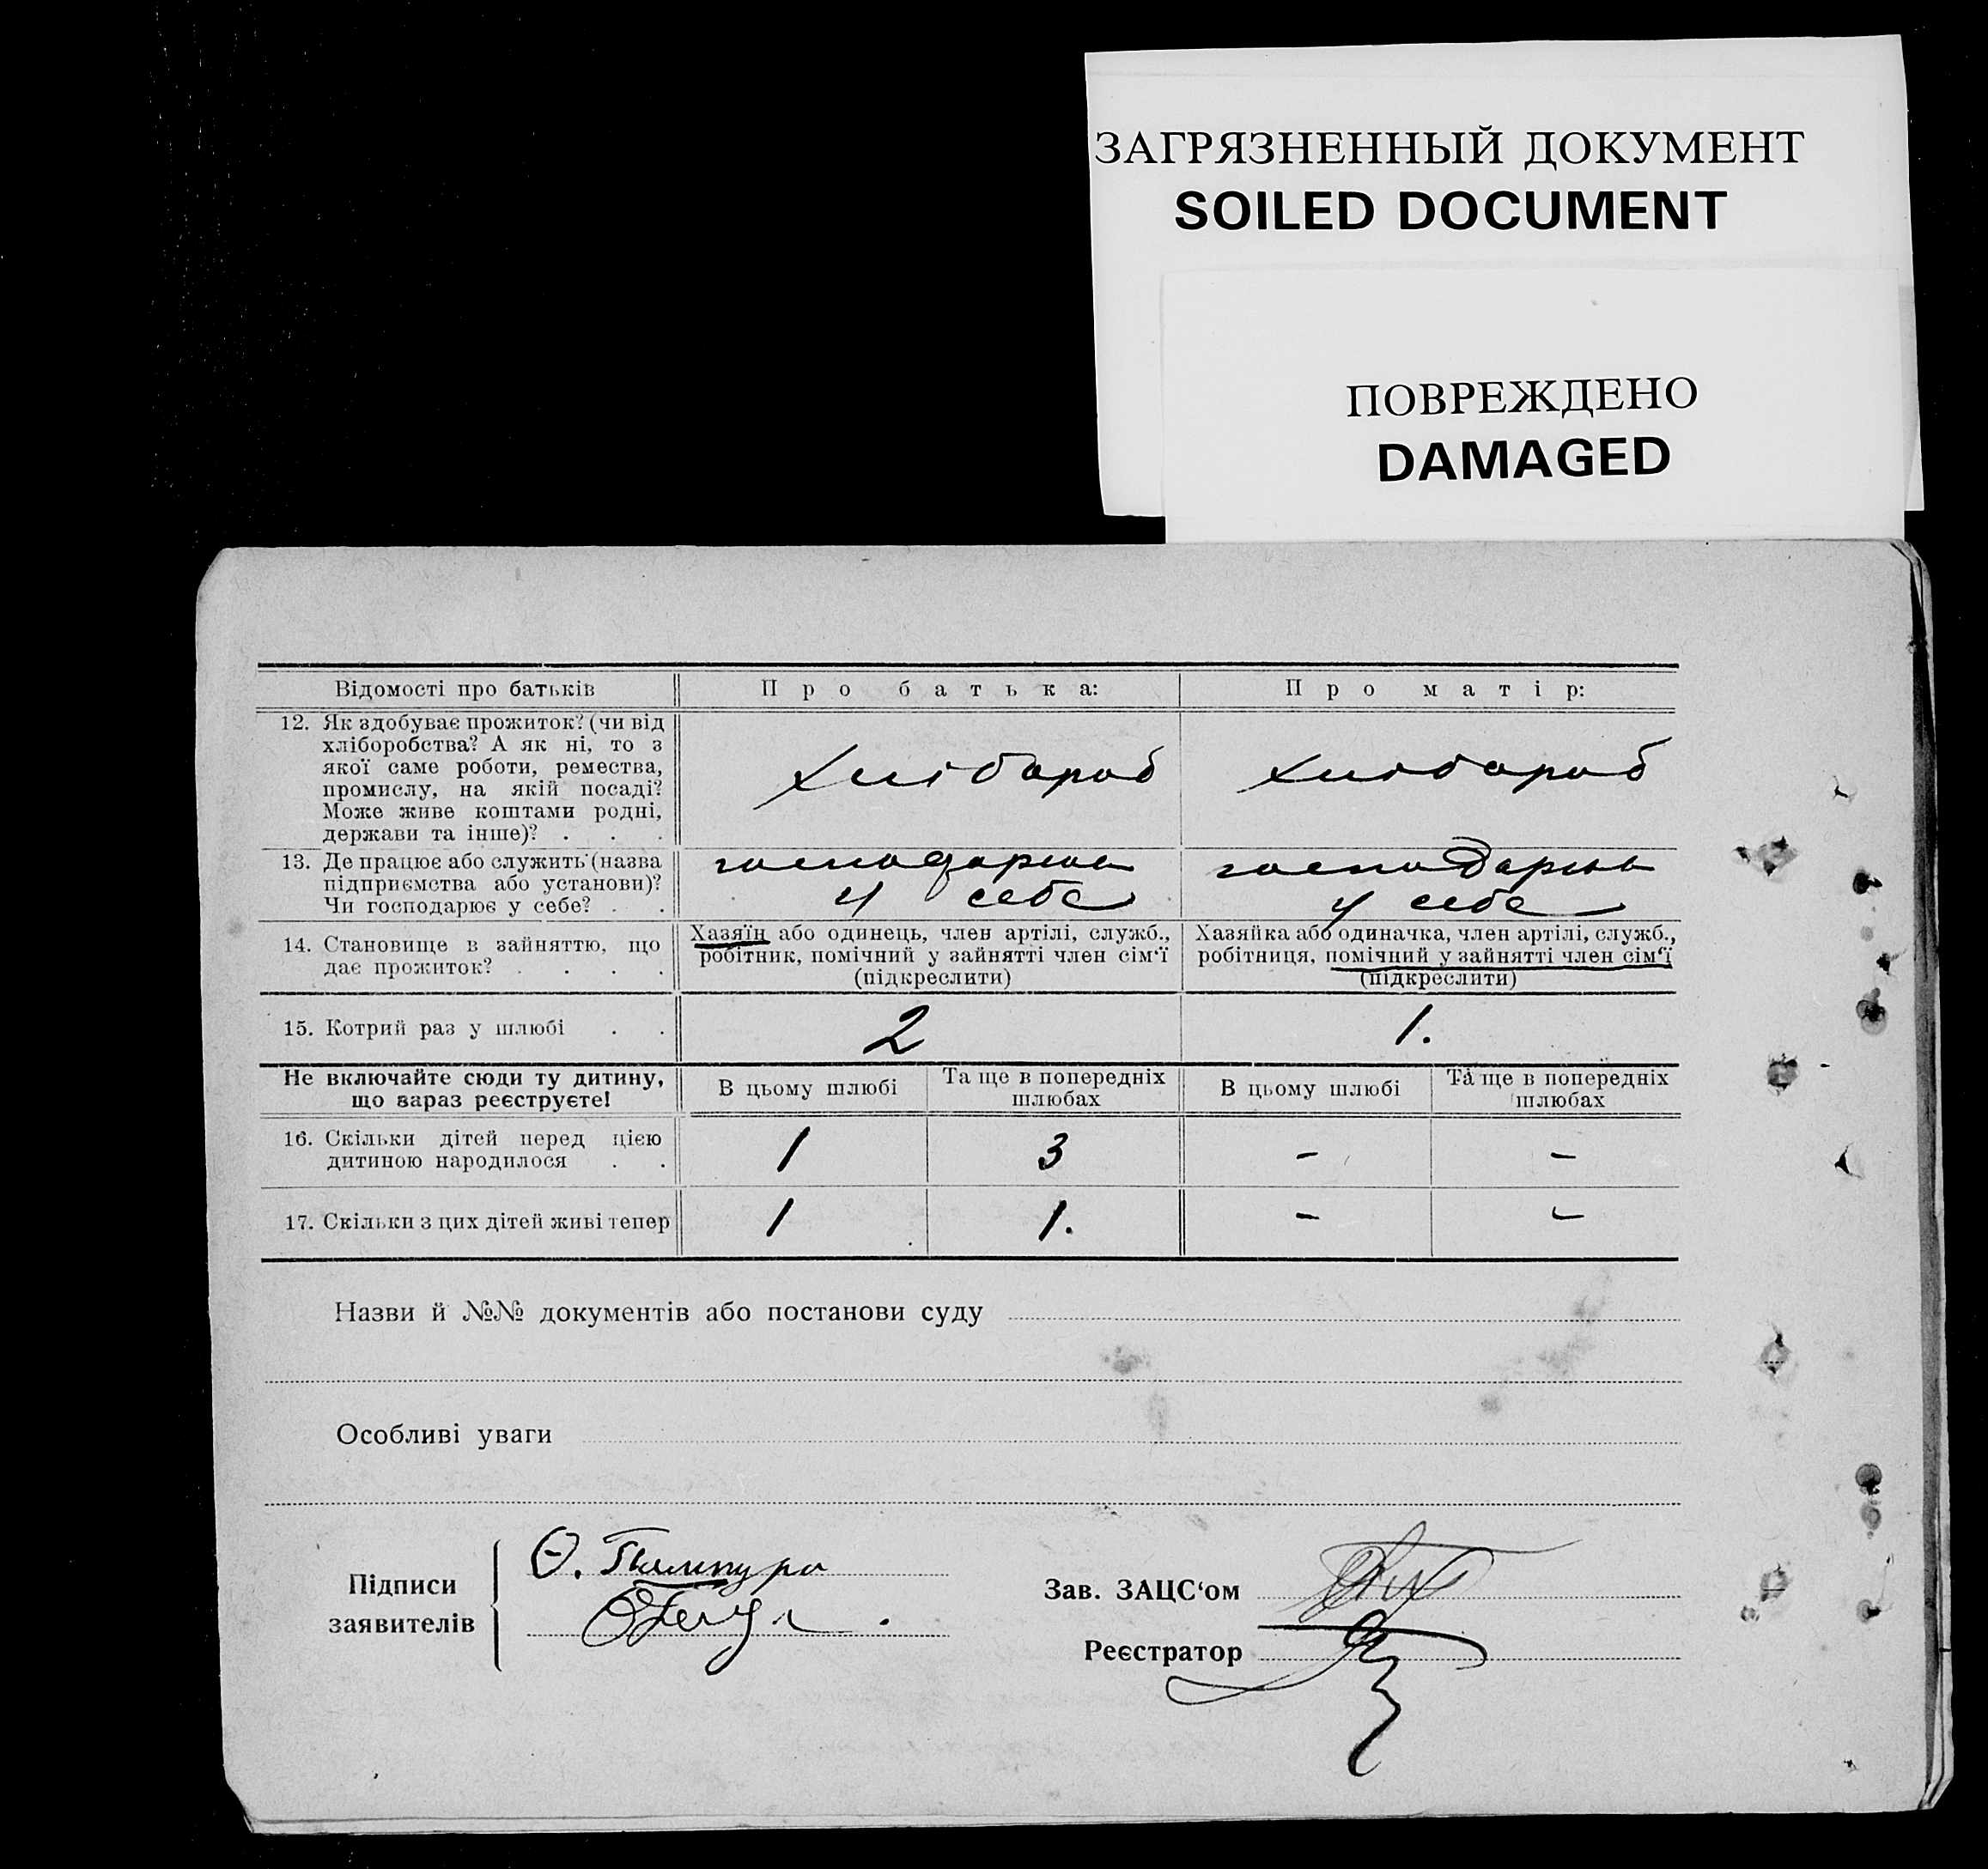 ЗАГРЯЗНЕННЫЙ ДОКУМЕНТ
SOILED DOCUMENT
ПОВРЕЖДЕНО
DAMAGED
Відомості про батьків
Про батька:
Про матір:
12. Як здобуває прожиток? (чи від
хліборобства? А як ні, то з
якої саме роботи, ремества,
промислу, на якій посаді?
Може живе коштами родні,
держави та інше)? . . .
хлібороб
хлібороб
13. Де працює або служить (назва
підприємства або установи)?
Чи господарює у себе? . .
господарює
у себе
господарює
у себе
14. Становище в зайняттю, що
дає прожиток? . . . .
Хазяїн або одинець, член артілі, служб.,
робітник, помічний у зайнятті член сім'ї
(підкреслити)
Хазяйка або одиначка, член артілі, служб.,
робітниця, помічний у зайнятті член сім'ї
(підкреслити)
15. Котрий раз у шлюбі . .
2
1.
Не включайте сюди ту дитину,
що зараз реєструєте!
В цьому шлюбі
Та ще в попередніх
шлюбах
В цьому шлюбі
Та ще в попередніх
шлюбах
16. Скільки дітей перед цією
дитиною народилося . .
1
3
-
-
17. Скільки з цих дітей живі тепер
1
1.
-
-
Назви й №№ документів або постанови суду
Особливі уваги
Підписи
заявителів
Зав. ЗАЦС'ом
Реєстратор